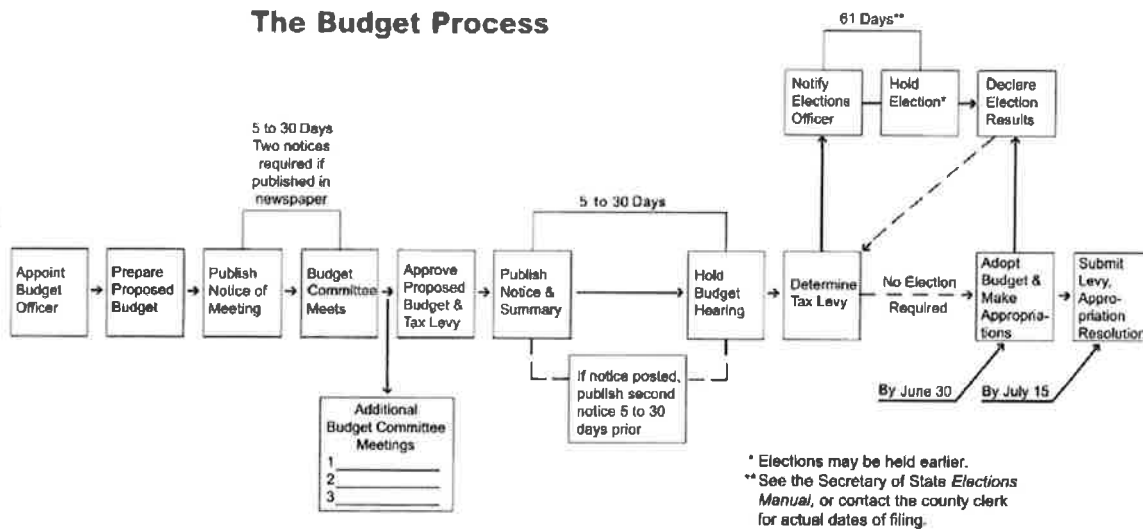 The Budget Process
61 Days**
Notify
Elections
Officer
Hold
Election*
Declare
Election
Results
5 to 30 Days
Two notices
required if
published in
newspaper
5 to 30 Days
Appoint
Budget
Officer
Prepare
Proposed
Budget
Publish
Notice of
Meeting
Budget
Committee
Meets
Approve
Proposed
Budget &
Tax Levy
Publish
Notice &
Summary
Hold
Budget
Hearing
Determine
Tax Levy
No Election
Required
Adopt
Budget &
Make
Appropria-
tions
Submit
Levy,
Appro-
priation
Resolution
If notice posted,
publish second
notice 5 to 30
days prior
By June 30
By July 15
Additional
Budget Committee
Meetings
1
2
3
* Elections may be held earlier.
** See the Secretary of State Elections
Manual, or contact the county clerk
for actual dates of filing.